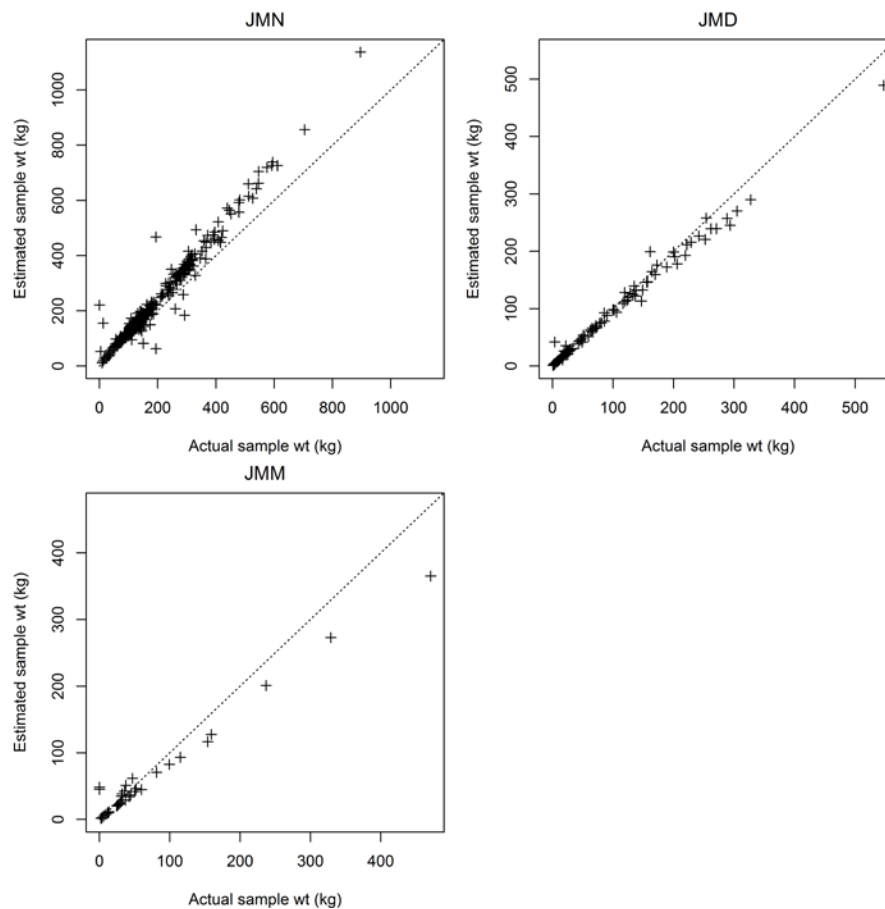 JMN
1000
800
600
400
200
0
Estimated sample wt (kg)
0 200 400 600 800 1000
Actual sample wt (kg)
JMD
500
400
300
200
100
0
Estimated sample wt (kg)
0 100 200 300 400 500
Actual sample wt (kg)
JMM
400
300
200
100
0
Estimated sample wt (kg)
0 100 200 300 400
Actual sample wt (kg)